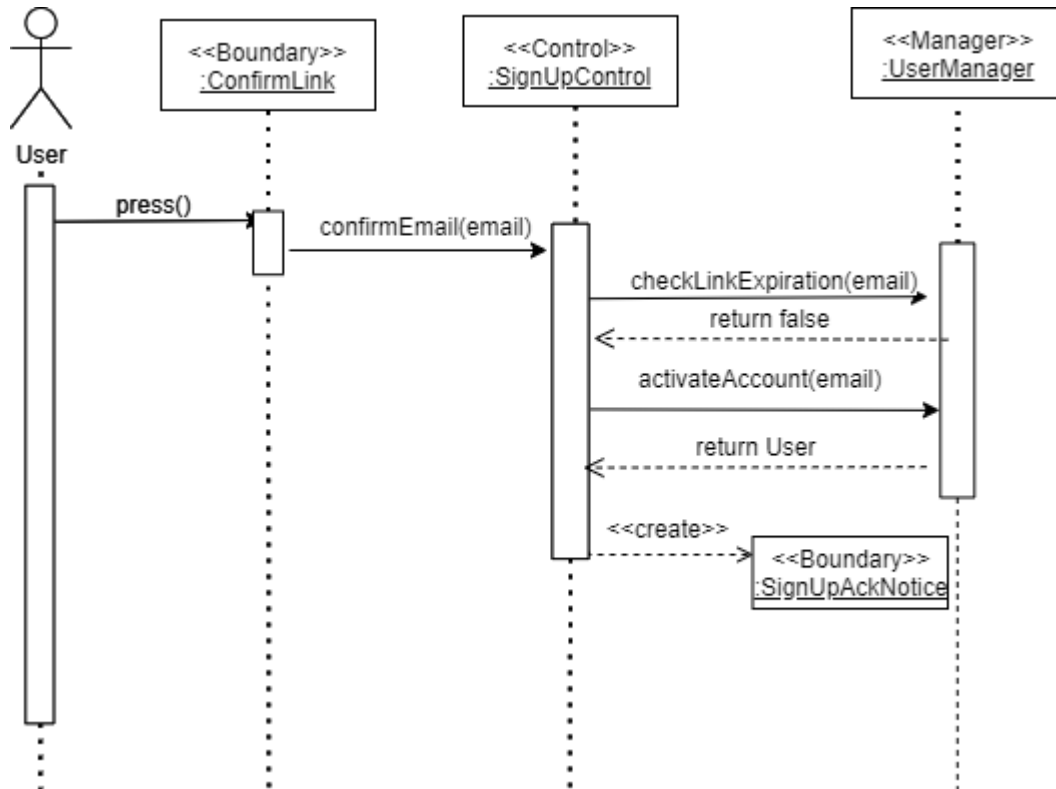 <<Boundary>>
:ConfirmLink
<<Control>>
:SignUpControl
<<Manager>>
:UserManager
User
press()
confirmEmail(email)
checkLinkExpiration(email)
return false
activateAccount(email)
return User
<<create>>
<<Boundary>>
:SignUpAckNotice